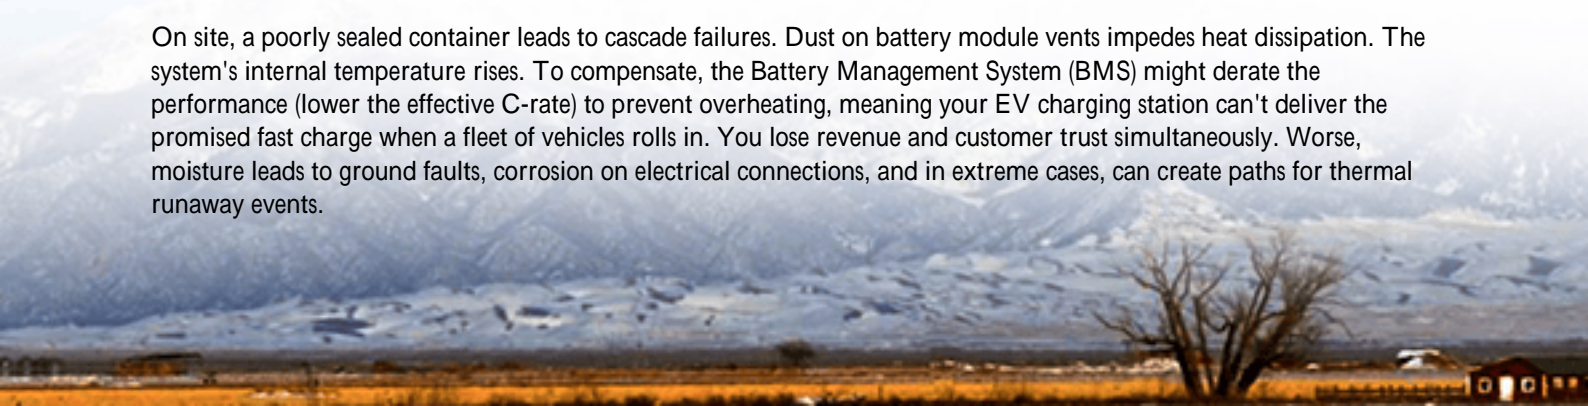 On site, a poorly sealed container leads to cascade failures. Dust on battery module vents impedes heat dissipation. The
system's internal temperature rises. To compensate, the Battery Management System (BMS) might derate the
performance (lower the effective C-rate) to prevent overheating, meaning your EV charging station can't deliver the
promised fast charge when a fleet of vehicles rolls in. You lose revenue and customer trust simultaneously. Worse,
moisture leads to ground faults, corrosion on electrical connections, and in extreme cases, can create paths for thermal
runaway events.